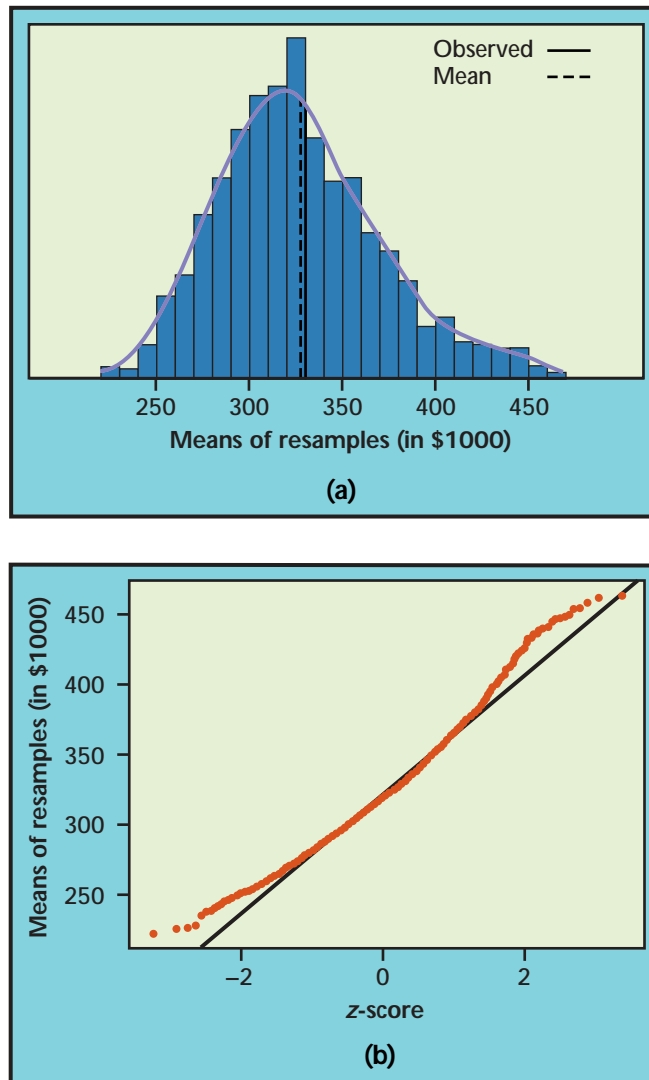 Observed
Mean
250 300 350 400 450
Means of resamples (in $1000)
(a)
Means of resamples (in $1000)
450
400
350
300
250
−2 0 2
z-score
(b)